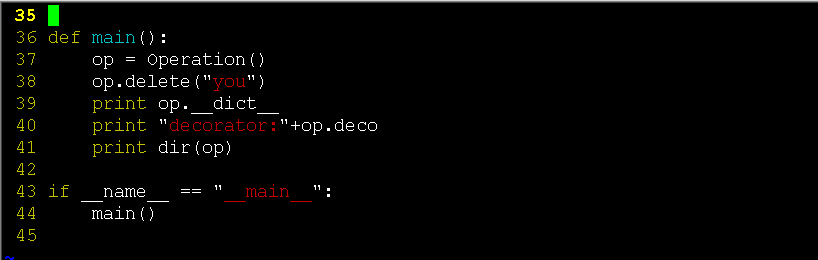 35
36 def main():
37     op = Operation()
38     op.delete("you")
39     print op.__dict__
40     print "decorator:"+op.deco
41     print dir(op)
42
43 if __name__ == "__main__":
44     main()
45